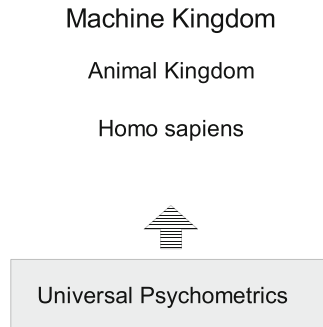 Machine Kingdom
Animal Kingdom
Homo sapiens
Universal Psychometrics